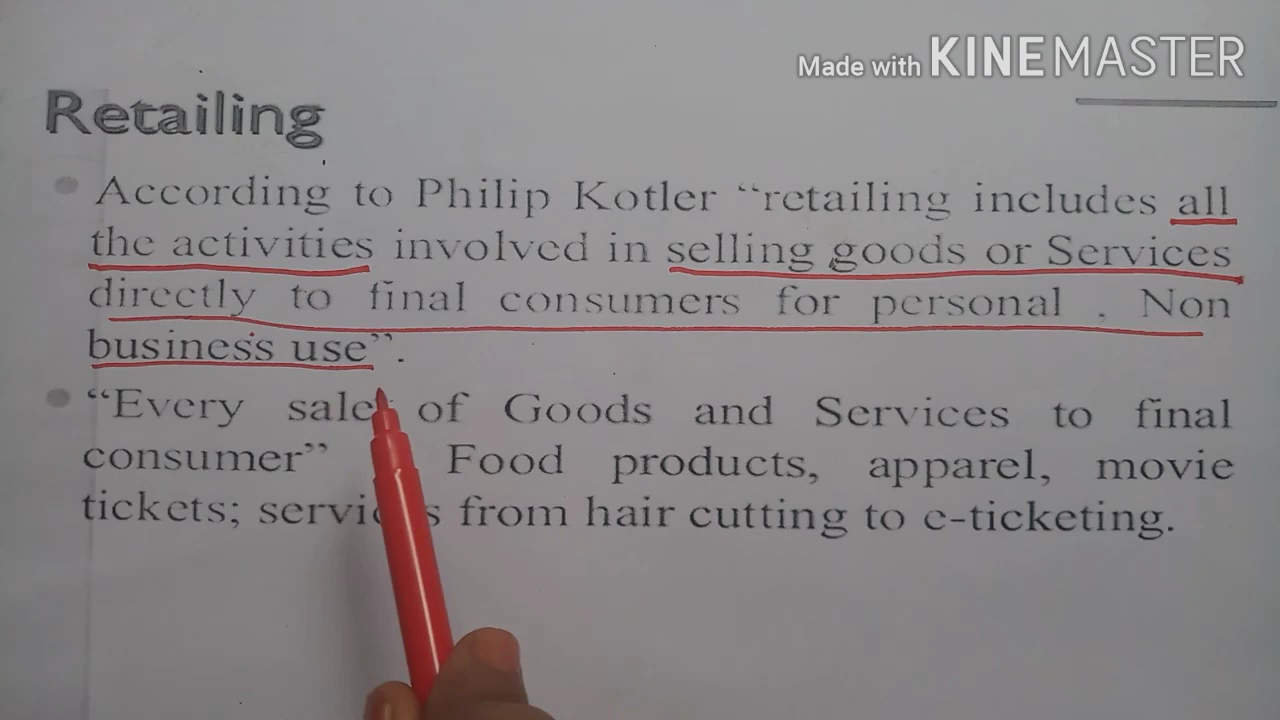 Made with KINEMASTER
Retailing
According to Philip Kotler “retailing includes all
the activities involved in selling goods or Services
directly to final consumers for personal , Non
business use”.
“Every sale of Goods and Services to final
consumer” Food products, apparel, movie
tickets; services from hair cutting to e-ticketing.